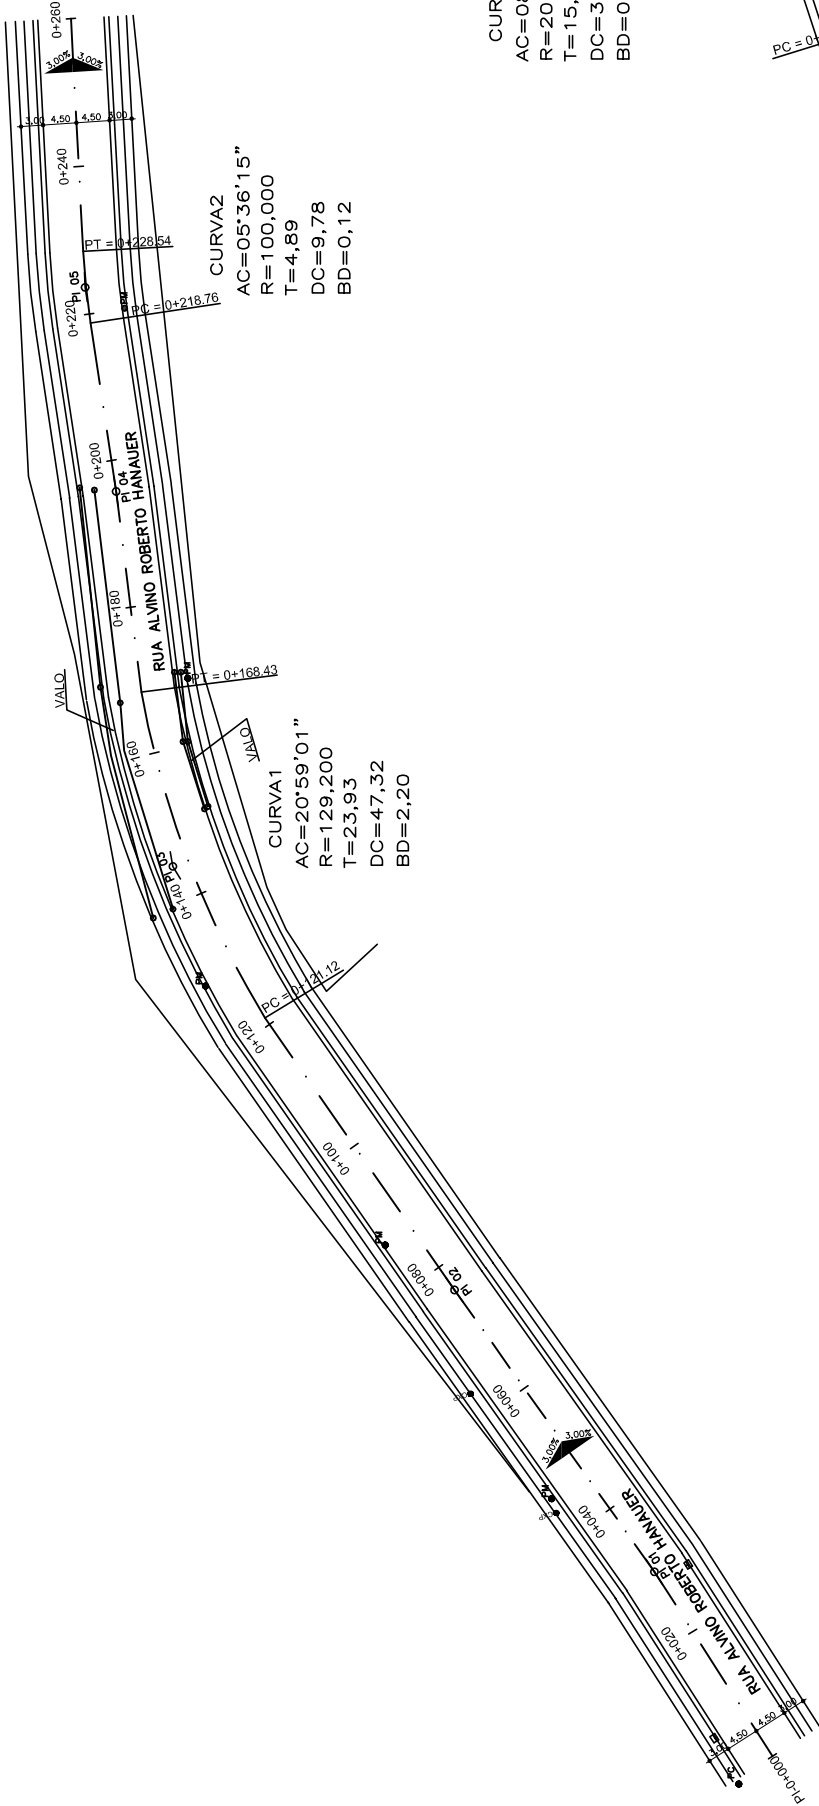 0+260
3,00%
3,00%
3,00
4,50
4,50
3,00
0+240
PT = 0+228.54
PI 05
0+220
PM
PC = 0+218.76
CURVA2
AC=05°36'15"
R=100,000
T=4,89
DC=9,78
BD=0,12
0+200
PI 04
RUA ALVINO ROBERTO HANAUER
0+180
PM
PT = 0+168.43
VALO
VALO
0+160
CURVA1
AC=20°59'01"
R=129,200
T=23,93
DC=47,32
BD=2,20
PI 03
0+140
PM
PC = 0+121.12
0+120
0+100
PM
0+080
PI 02
0+060
3,00%
3,00%
PM
0+040
PI 01
RUA ALVINO ROBERTO HANAUER
0+020
3,00
4,50
4,50
3,00
PI-0+000
CUR
AC=08
R=20
T=15,
DC=3
BD=0
PC = 0+